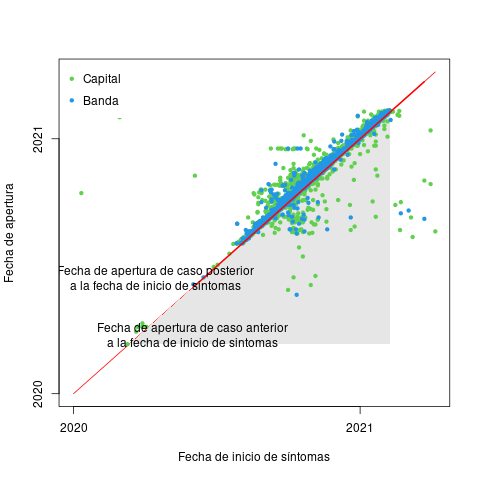 Capital
Banda
2021
Fecha de apertura
Fecha de apertura de caso posterior
a la fecha de inicio de síntomas
Fecha de apertura de caso anterior
a la fecha de inicio de síntomas
2020
2020
2021
Fecha de inicio de síntomas